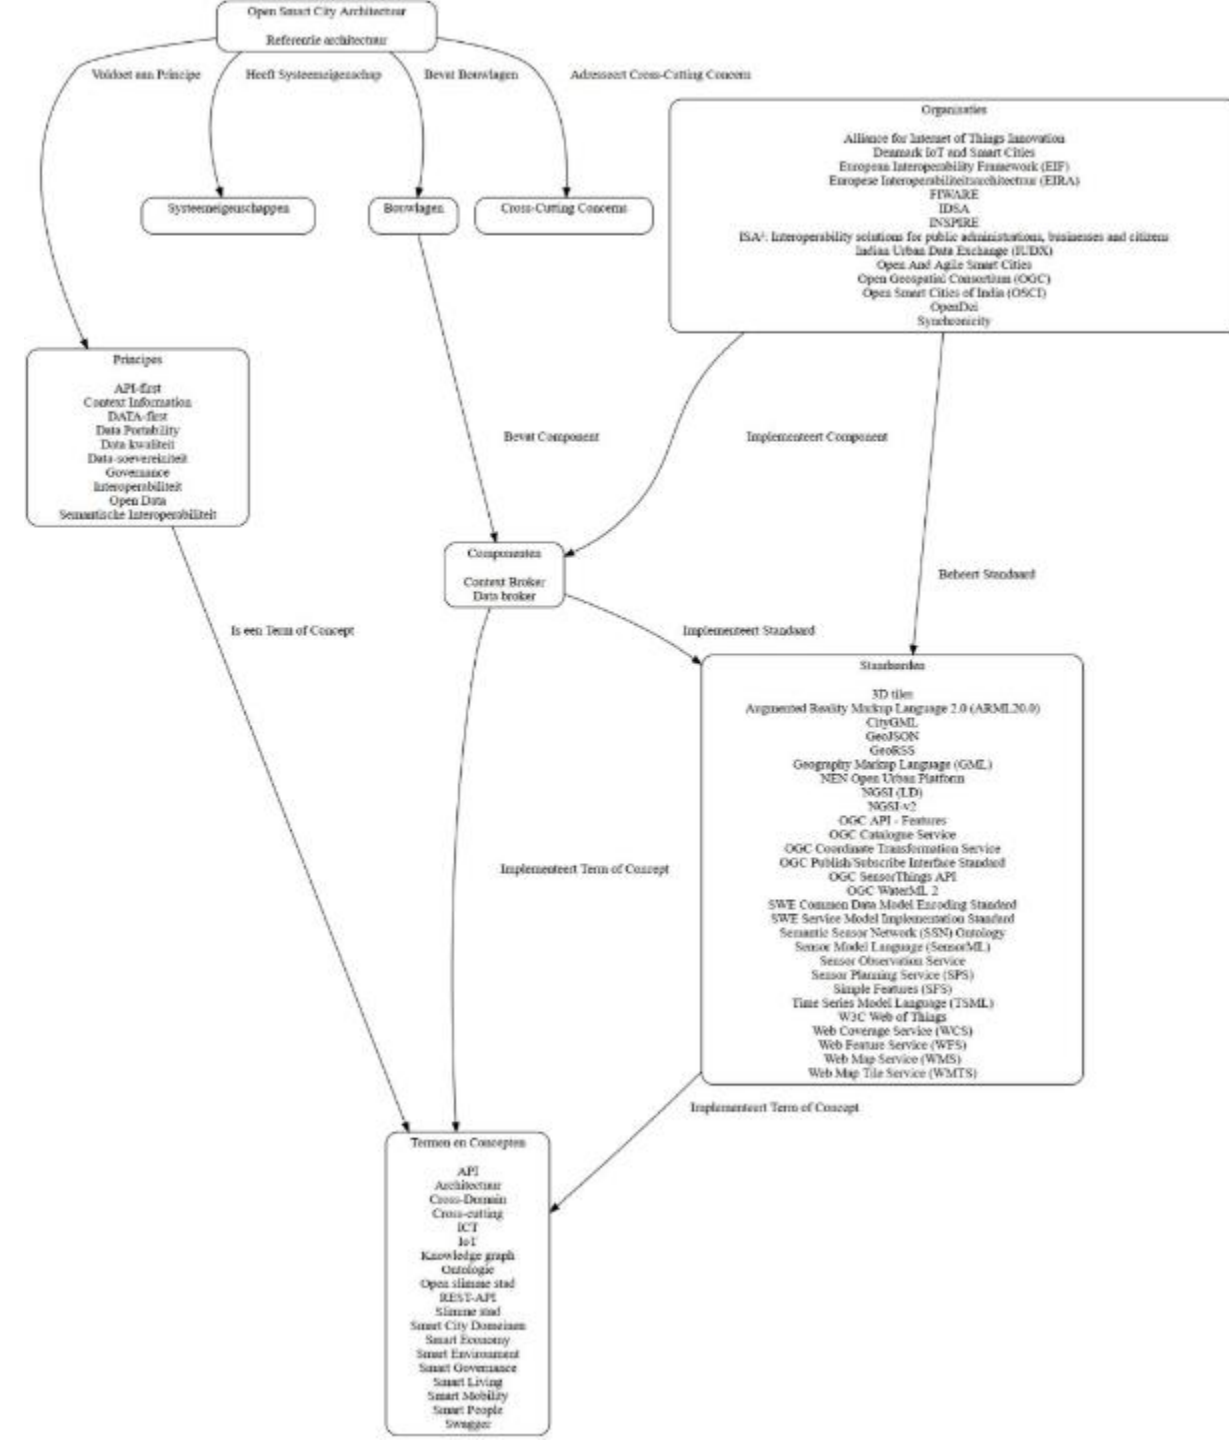 Open Smart City Architectuur
Referentie architectuur
Voldoet aan Principe
Heeft Systeemeigenschap
Bevat Bouwlagen
Adresseert Cross-Cutting Concern
Organisaties
Alliance for Internet of Things Innovation
Denmark IoT and Smart Cities
European Interoperability Framework (EIF)
Europese Interoperabiliteitsarchitectuur (EIRA)
FIWARE
IDSA
INSPIRE
ISA²: Interoperability solutions for public administrations, businesses and citizens
Indian Urban Data Exchange (IUDX)
Open And Agile Smart Cities
Open Geospatial Consortium (OGC)
Open Smart Cities of India (OSCI)
OpenDei
Synchronicity
Systeemeigenschappen
Bouwlagen
Cross-Cutting Concerns
Principes
API-first
Context Information
DATA-first
Data Portability
Data kwaliteit
Data-soevereiniteit
Governance
Interoperabiliteit
Open Data
Semantische Interoperabiliteit
Bevat Component
Implementeert Component
Componenten
Context Broker
Data broker
Beheert Standaard
Is een Term of Concept
Implementeert Standaard
Standaarden
3D tiles
Augmented Reality Markup Language 2.0 (ARML20.0)
CityGML
GeoJSON
GeoRSS
Geography Markup Language (GML)
NEN Open Urban Platform
NGSI (LD)
NGSI-v2
OGC API - Features
OGC Catalogue Service
OGC Coordinate Transformation Service
OGC Publish/Subscribe Interface Standard
OGC SensorThings API
OGC WaterML 2
SWE Common Data Model Encoding Standard
SWE Service Model Implementation Standard
Semantic Sensor Network (SSN) Ontology
Sensor Model Language (SensorML)
Sensor Observation Service
Sensor Planning Service (SPS)
Simple Features (SFS)
Time Series Model Language (TSML)
W3C Web of Things
Web Coverage Service (WCS)
Web Feature Service (WFS)
Web Map Service (WMS)
Web Map Tile Service (WMTS)
Implementeert Term of Concept
Implementeert Term of Concept
Termen en Concepten
API
Architectuur
Cross-Domain
Cross-cutting
ICT
IoT
Knowledge graph
Ontologie
Open slimme stad
REST-API
Slimme stad
Smart City Domeinen
Smart Economy
Smart Environment
Smart Governance
Smart Living
Smart Mobility
Smart People
Swagger